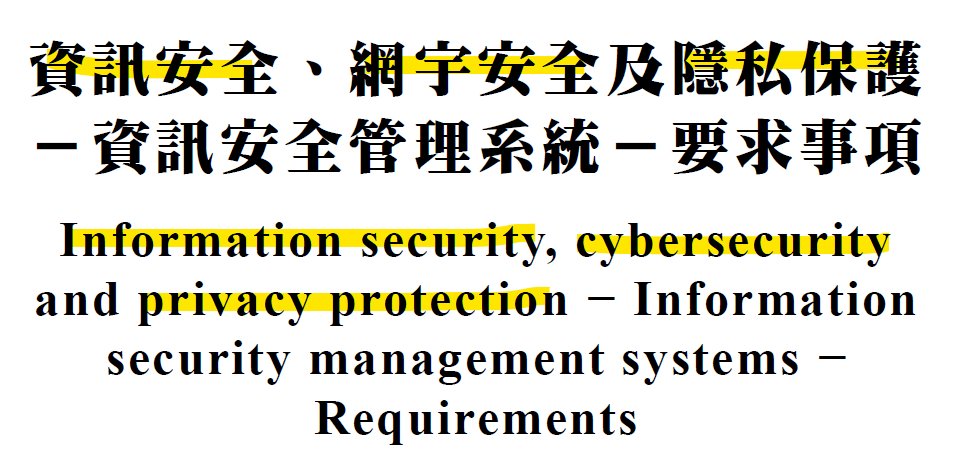 資訊安全、網宇安全及隱私保護
－資訊安全管理系統－要求事項
Information security, cybersecurity
and privacy protection − Information
security management systems −
Requirements